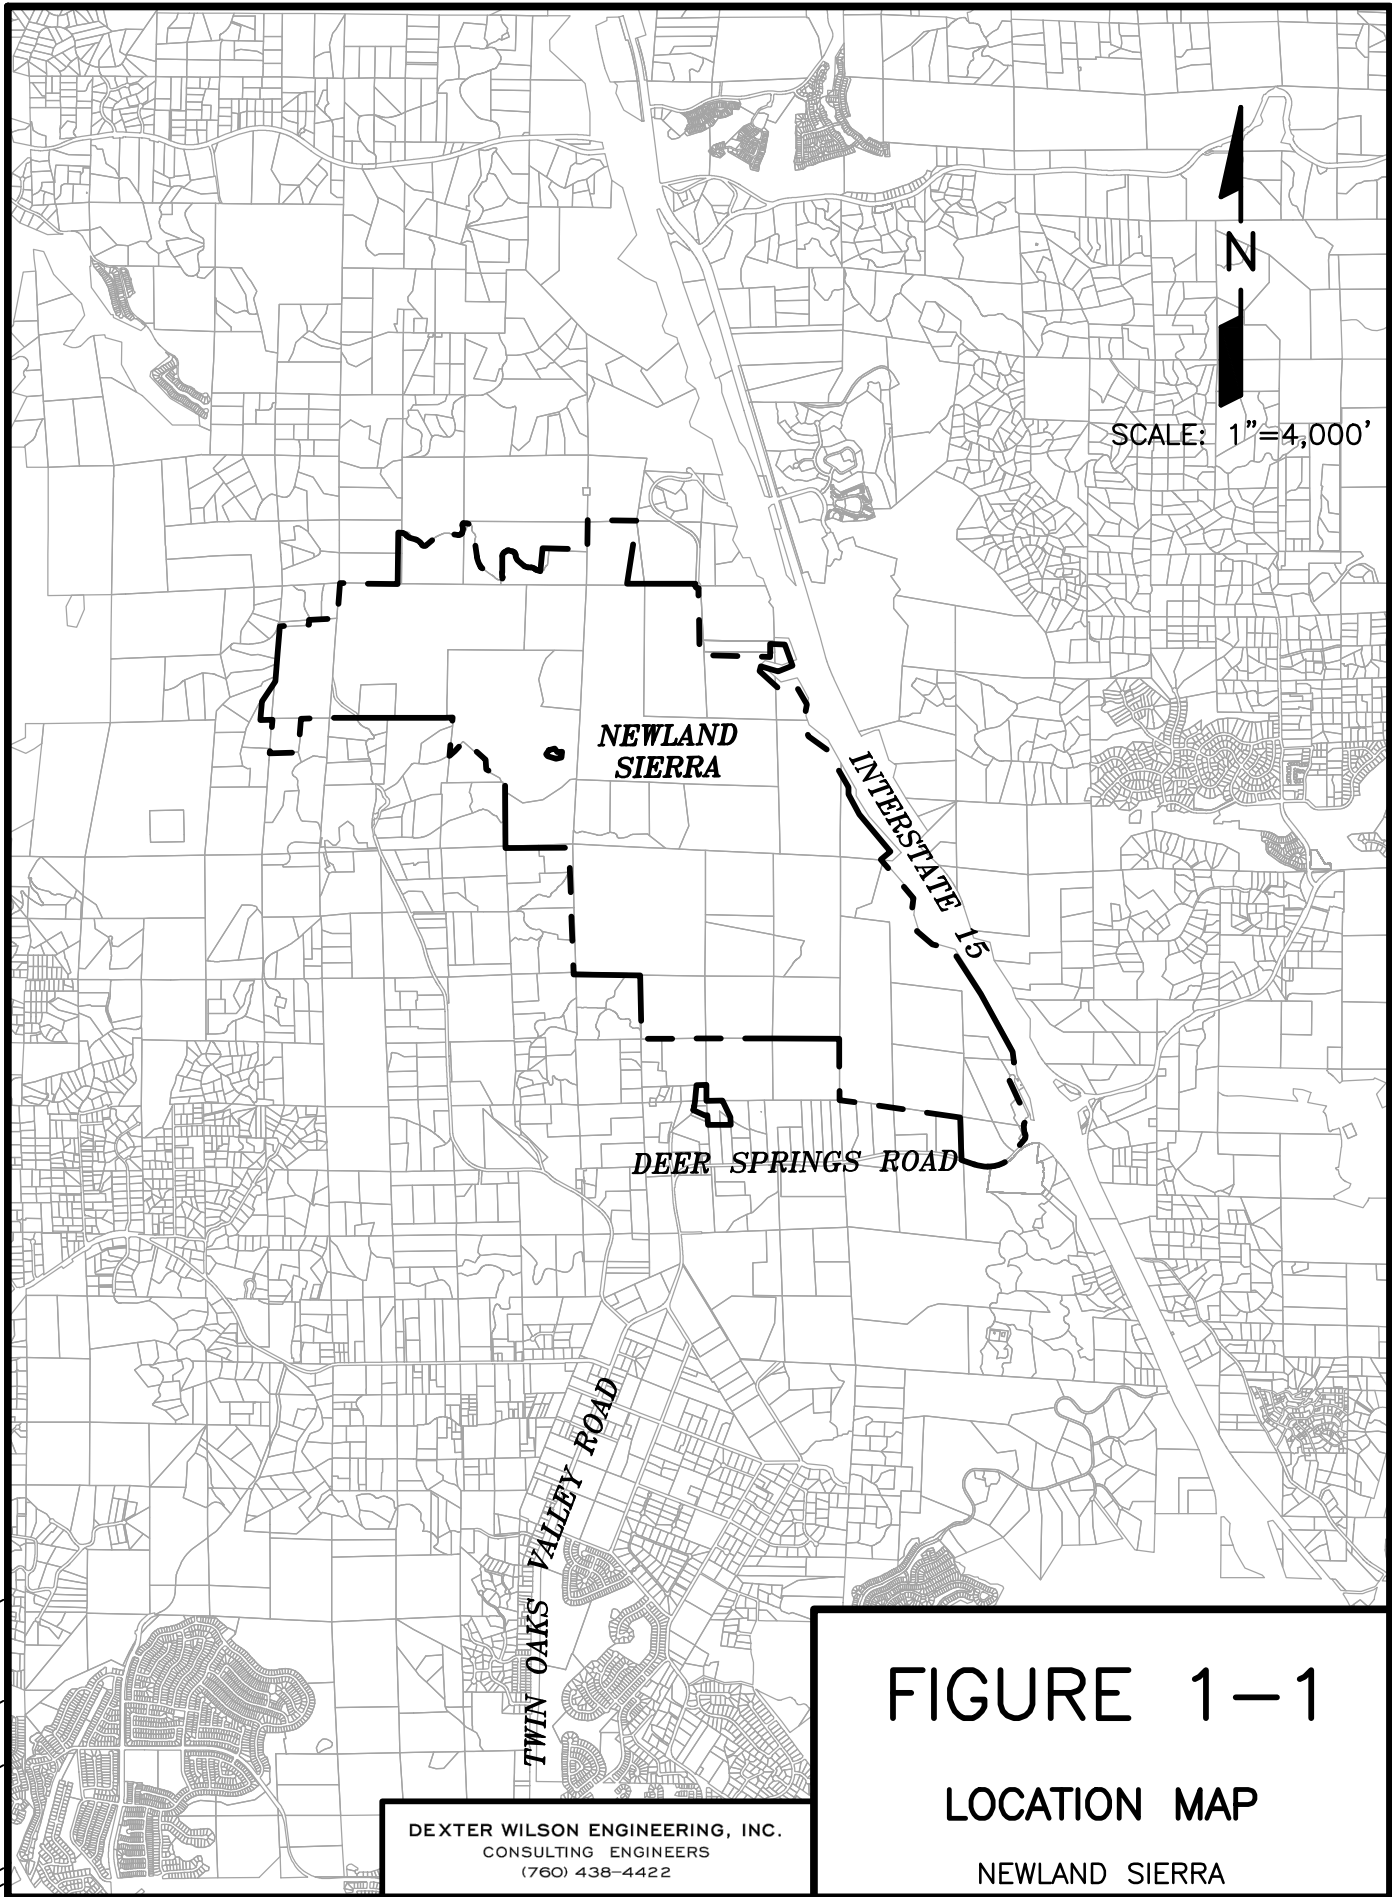 N
SCALE: 1"=4,000'
NEWLAND
SIERRA
INTERSTATE 15
DEER SPRINGS ROAD
TWIN OAKS VALLEY ROAD
FIGURE 1-1
LOCATION MAP
NEWLAND SIERRA
DEXTER WILSON ENGINEERING, INC.
CONSULTING ENGINEERS
(760) 438-4422